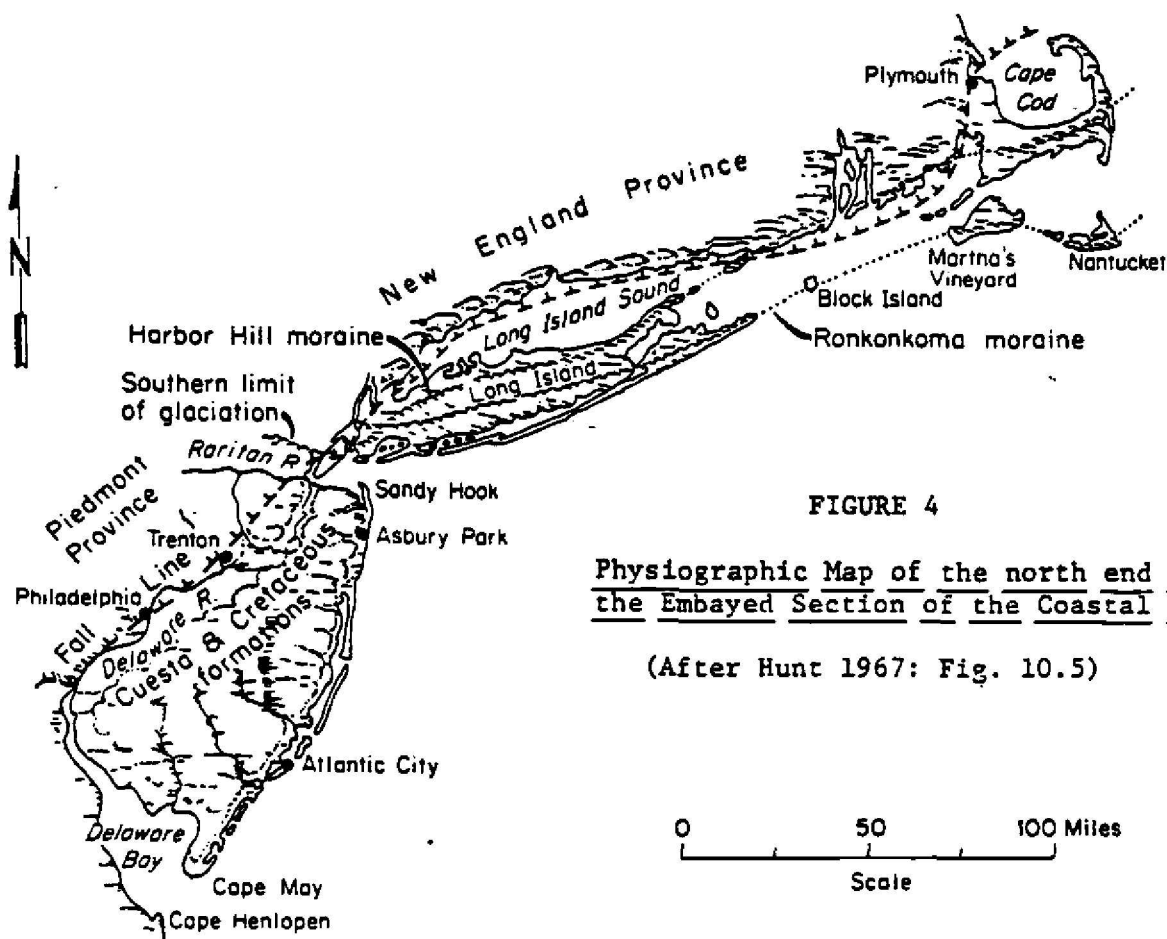 Plymouth
Cape
Cod
New England Province
Martna's
Vineyard
Nantucket
Long Island Sound
Block Island
Harbor Hill moraine
Ronkonkoma moraine
Long Island
Southern limit
of glaciation
Raritan R
N
Piedmont
Province
Sandy Hook
Trenton
Asbury Park
Fall Line
Philadelphia
Delaware R
Cuesta & Cretaceous
formations
Atlantic City
Delaware
Bay
Cape May
Cape Henlopen
FIGURE 4
Physiographic Map of the north end
the Embayed Section of the Coastal
(After Hunt 1967: Fig. 10.5)
0 50 100 Miles
Scale